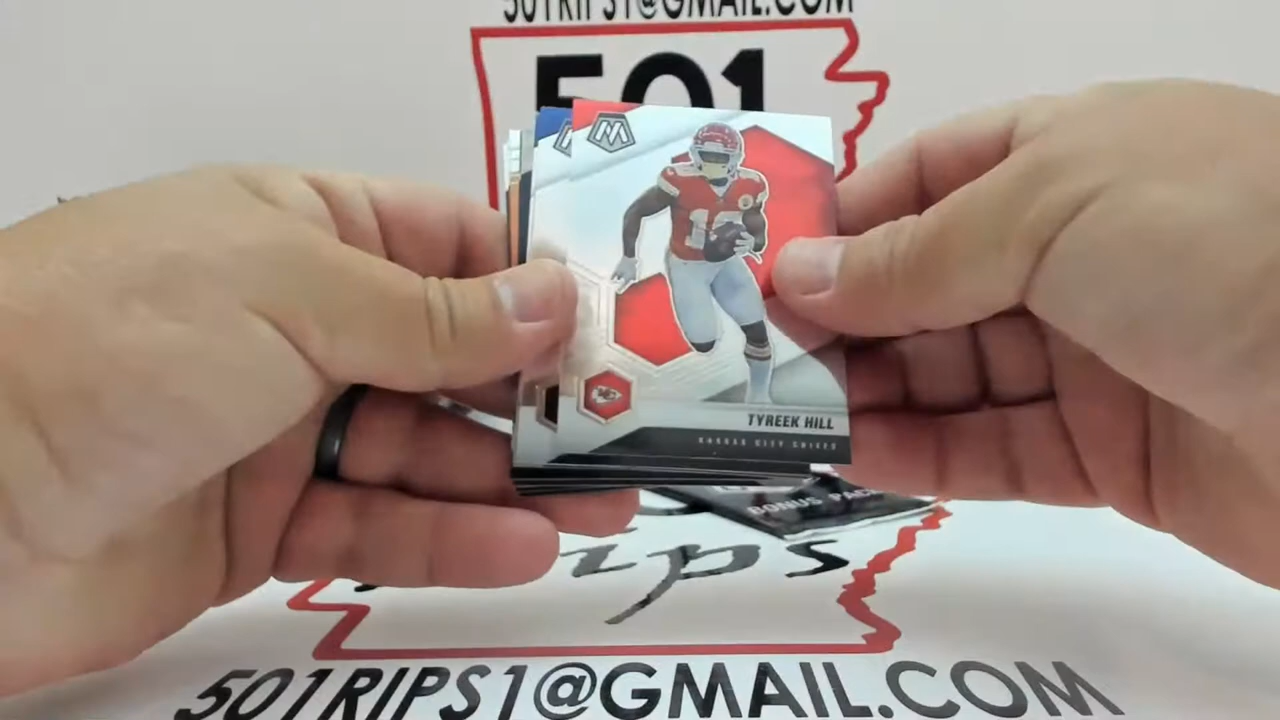 501RIPS1@GMAIL.COM
501
TYREEK HILL
KANSAS CITY CHIEFS
BONUS PACK
ips
501RIPS1@GMAIL.COM